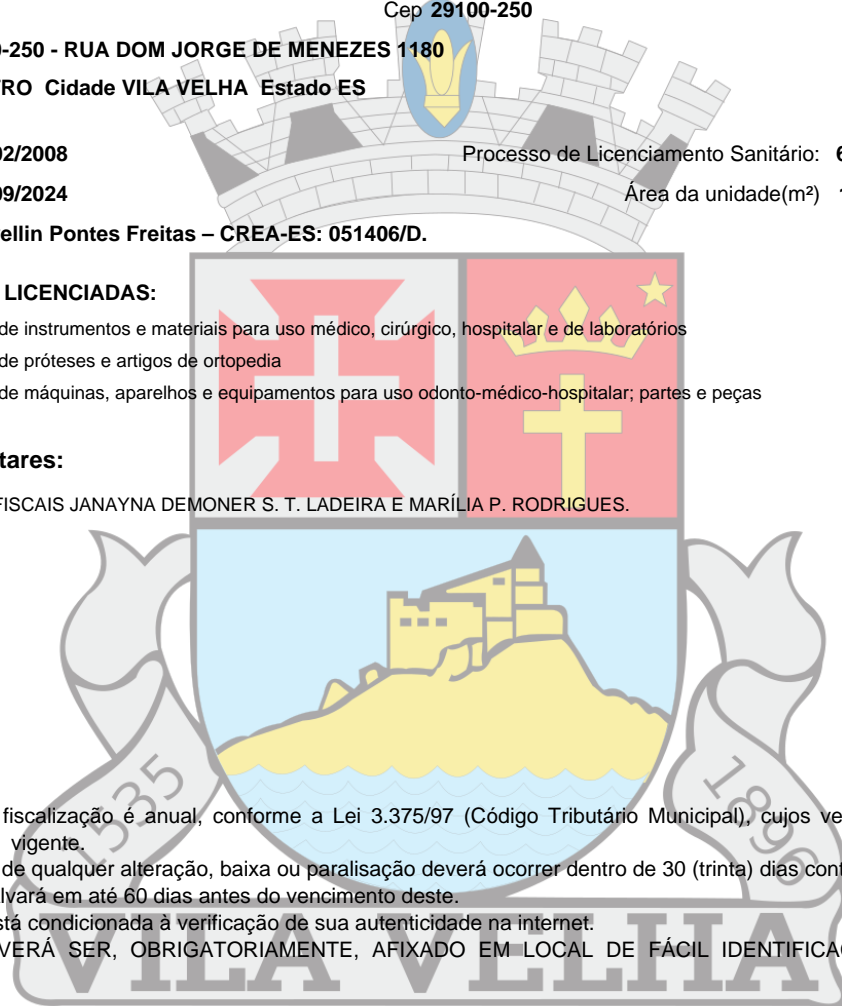 Cep 29100-250
-250 - RUA DOM JORGE DE MENEZES 1180
TRO Cidade VILA VELHA Estado ES
02/2008 Processo de Licenciamento Sanitário: 6
09/2024 Área da unidade(m²)
ellin Pontes Freitas – CREA-ES: 051406/D.
LICENCIADAS:
de instrumentos e materiais para uso médico, cirúrgico, hospitalar e de laboratórios
de próteses e artigos de ortopedia
de máquinas, aparelhos e equipamentos para uso odonto-médico-hospitalar; partes e peças
tares:
FISCAIS JANAYNA DEMONER S. T. LADEIRA E MARÍLIA P. RODRIGUES.
1535
1896
fiscalização é anual, conforme a Lei 3.375/97 (Código Tributário Municipal), cujos ve
vigente.
de qualquer alteração, baixa ou paralisação deverá ocorrer dentro de 30 (trinta) dias cont
lvará em até 60 dias antes do vencimento deste.
stá condicionada à verificação de sua autenticidade na internet.
VERÁ SER, OBRIGATORIAMENTE, AFIXADO EM LOCAL DE FÁCIL IDENTIFICAÇ
VILA VELHA